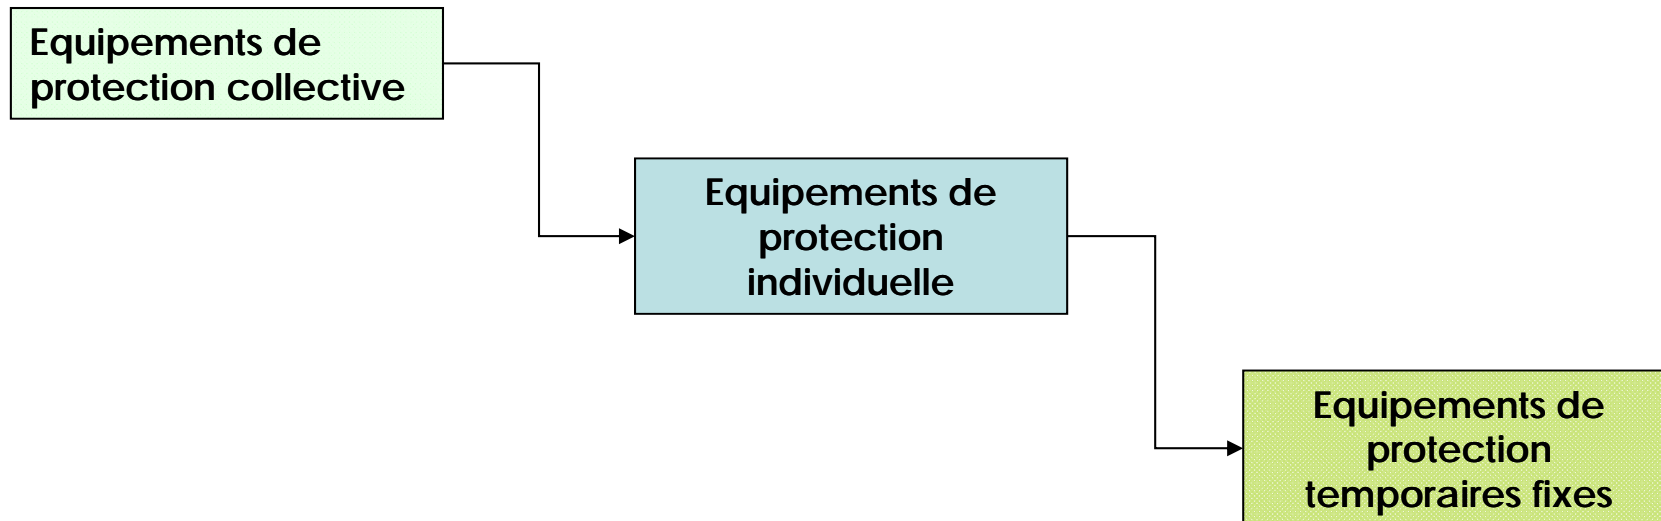 Equipements de
protection collective
Equipements de
protection
individuelle
Equipements de
protection
temporaires fixes